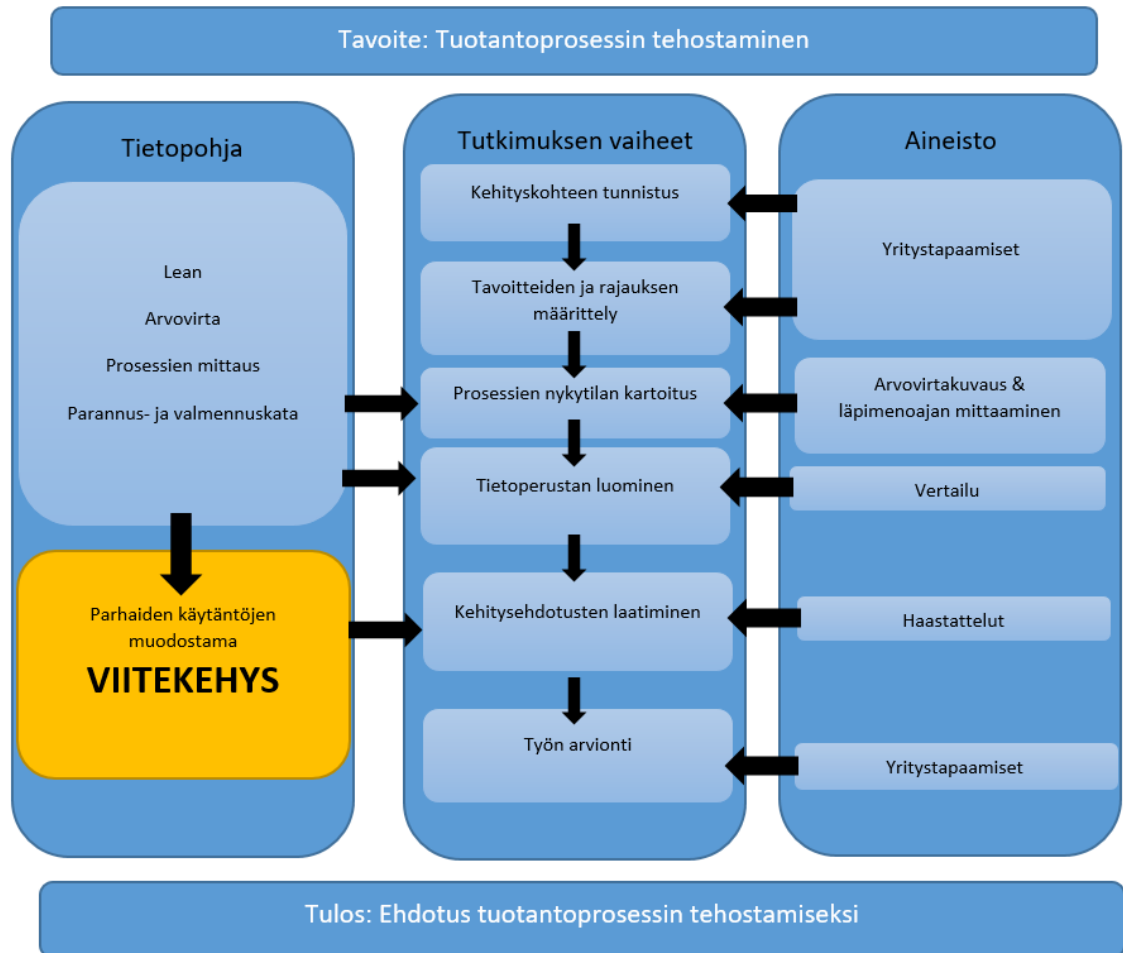 Tavoite: Tuotantoprosessin tehostaminen
Tietopohja
Lean
Arvovirta
Prosessien mittaus
Parannus- ja valmennuskata
Parhaiden käytäntöjen
muodostama
VIITEKEHYS
Tutkimuksen vaiheet
Kehityskohteen tunnistus
Tavoitteiden ja rajauksen
määrittely
Prosessien nykytilan kartoitus
Tietoperustan luominen
Kehitysehdotusten laatiminen
Työn arvionti
Aineisto
Yritystapaamiset
Arvovirtakuvaus &
läpimenoajan mittaaminen
Vertailu
Haastattelut
Yritystapaamiset
Tulos: Ehdotus tuotantoprosessin tehostamiseksi